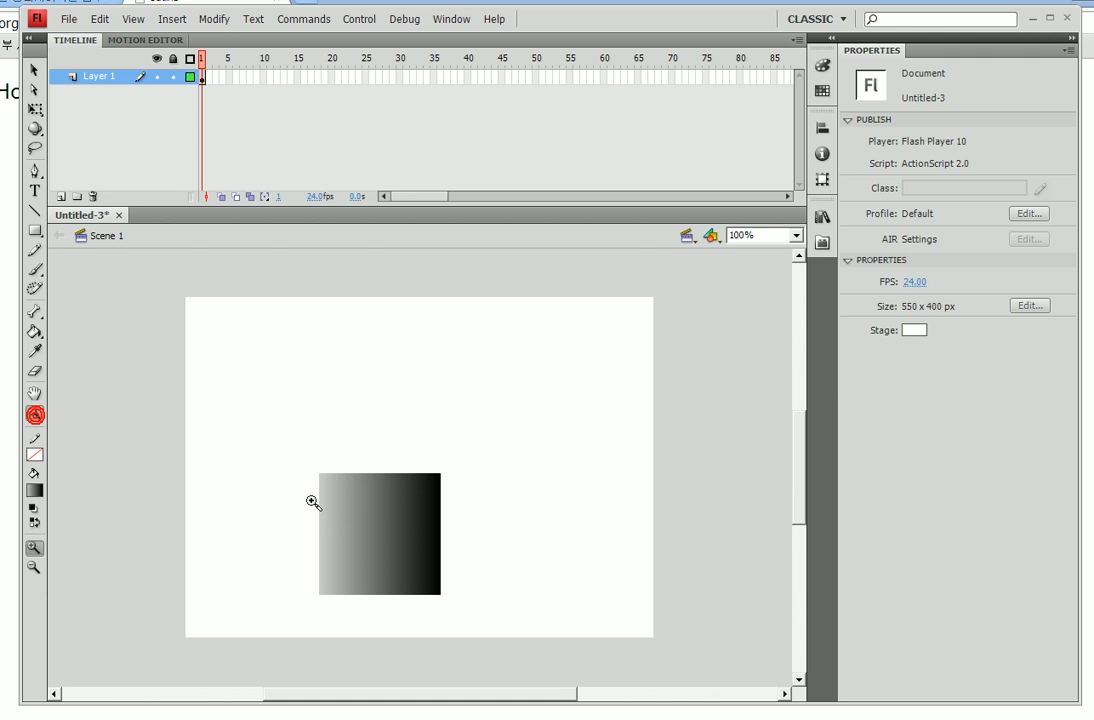 Fl File Edit View Insert Modify Text Commands Control Debug Window Help CLASSIC
TIMELINE MOTION EDITOR
1 5 10 15 20 25 30 35 40 45 50 55 60 65 70 75 80 85
Layer 1
1 24.0fps 0.0s
Untitled-3*
Scene 1
100%
T
PROPERTIES
Fl
Document
Untitled-3
PUBLISH
Player: Flash Player 10
Script: ActionScript 2.0
Class:
Profile: Default Edit...
AIR Settings Edit...
PROPERTIES
FPS: 24.00
Size: 550 x 400 px Edit...
Stage:
org
Ho